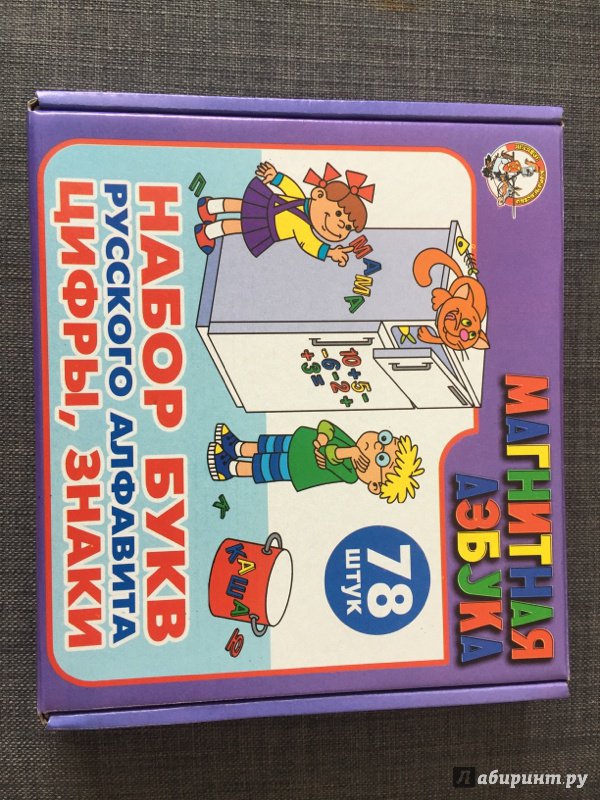 МАГНИТНАЯ
АЗБУКА
78
ШТУК
МАМА
10+5-
-6-2+
+3=
КАША
Я
НАБОР БУКВ
РУССКОГО АЛФАВИТА
ЦИФРЫ, ЗНАКИ
Лабиринт.ру